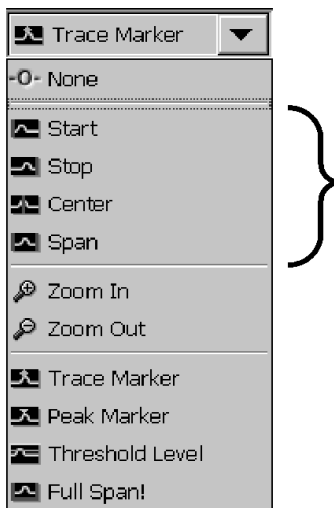 Trace Marker
-0- None
Start
Stop
Center
Span
Zoom In
Zoom Out
Trace Marker
Peak Marker
Threshold Level
Full Span!